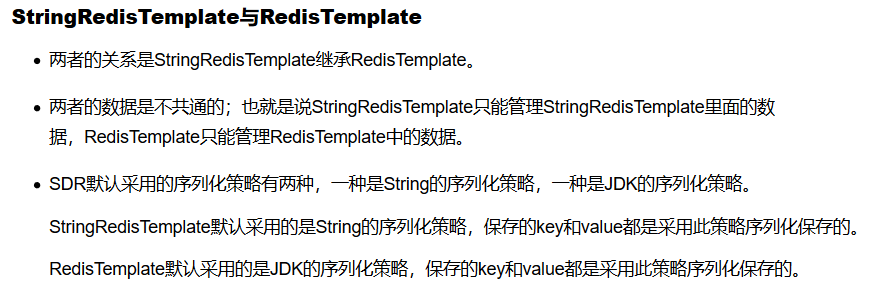 StringRedisTemplate与RedisTemplate
两者的关系是StringRedisTemplate继承RedisTemplate。
两者的数据是不共通的；也就是说StringRedisTemplate只能管理StringRedisTemplate里面的数
据，RedisTemplate只能管理RedisTemplate中的数据。
SDR默认采用的序列化策略有两种，一种是String的序列化策略，一种是JDK的序列化策略。
StringRedisTemplate默认采用的是String的序列化策略，保存的key和value都是采用此策略序列化保存的。
RedisTemplate默认采用的是JDK的序列化策略，保存的key和value都是采用此策略序列化保存的。